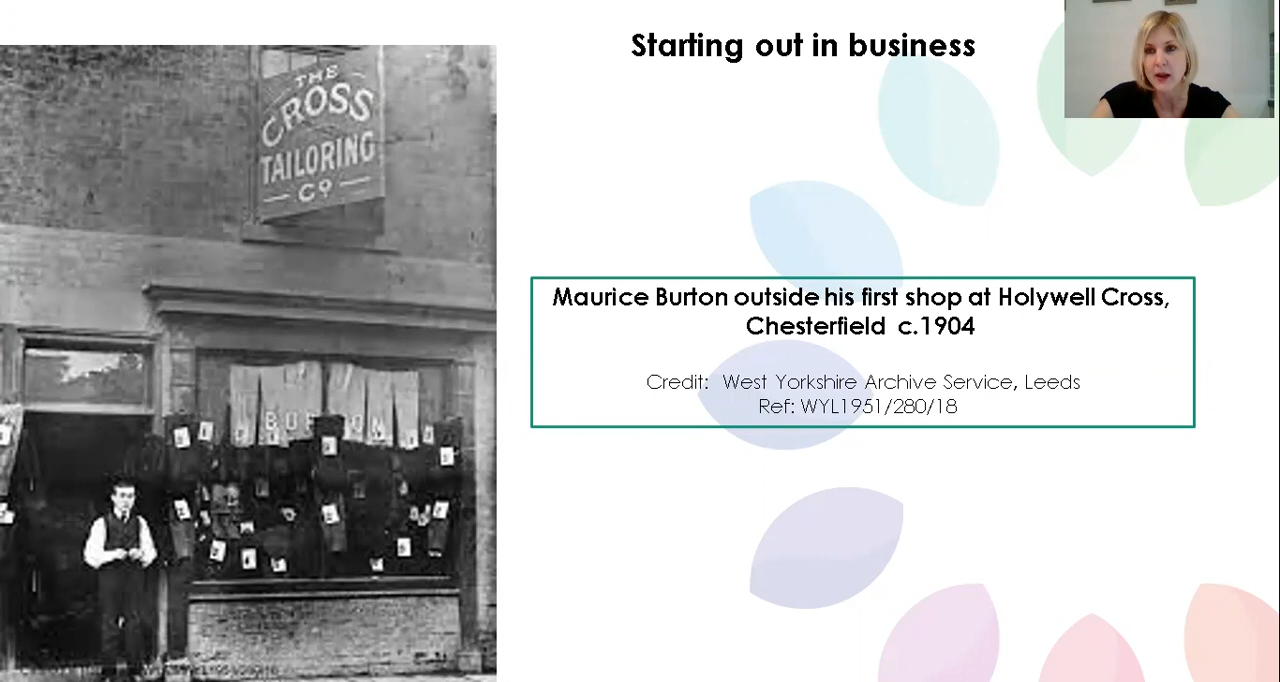 Starting out in business
THE
CROSS
TAILORING
Co
BURTON
Maurice Burton outside his first shop at Holywell Cross,
Chesterfield c.1904
Credit: West Yorkshire Archive Service, Leeds
Ref: WYL1951/280/18